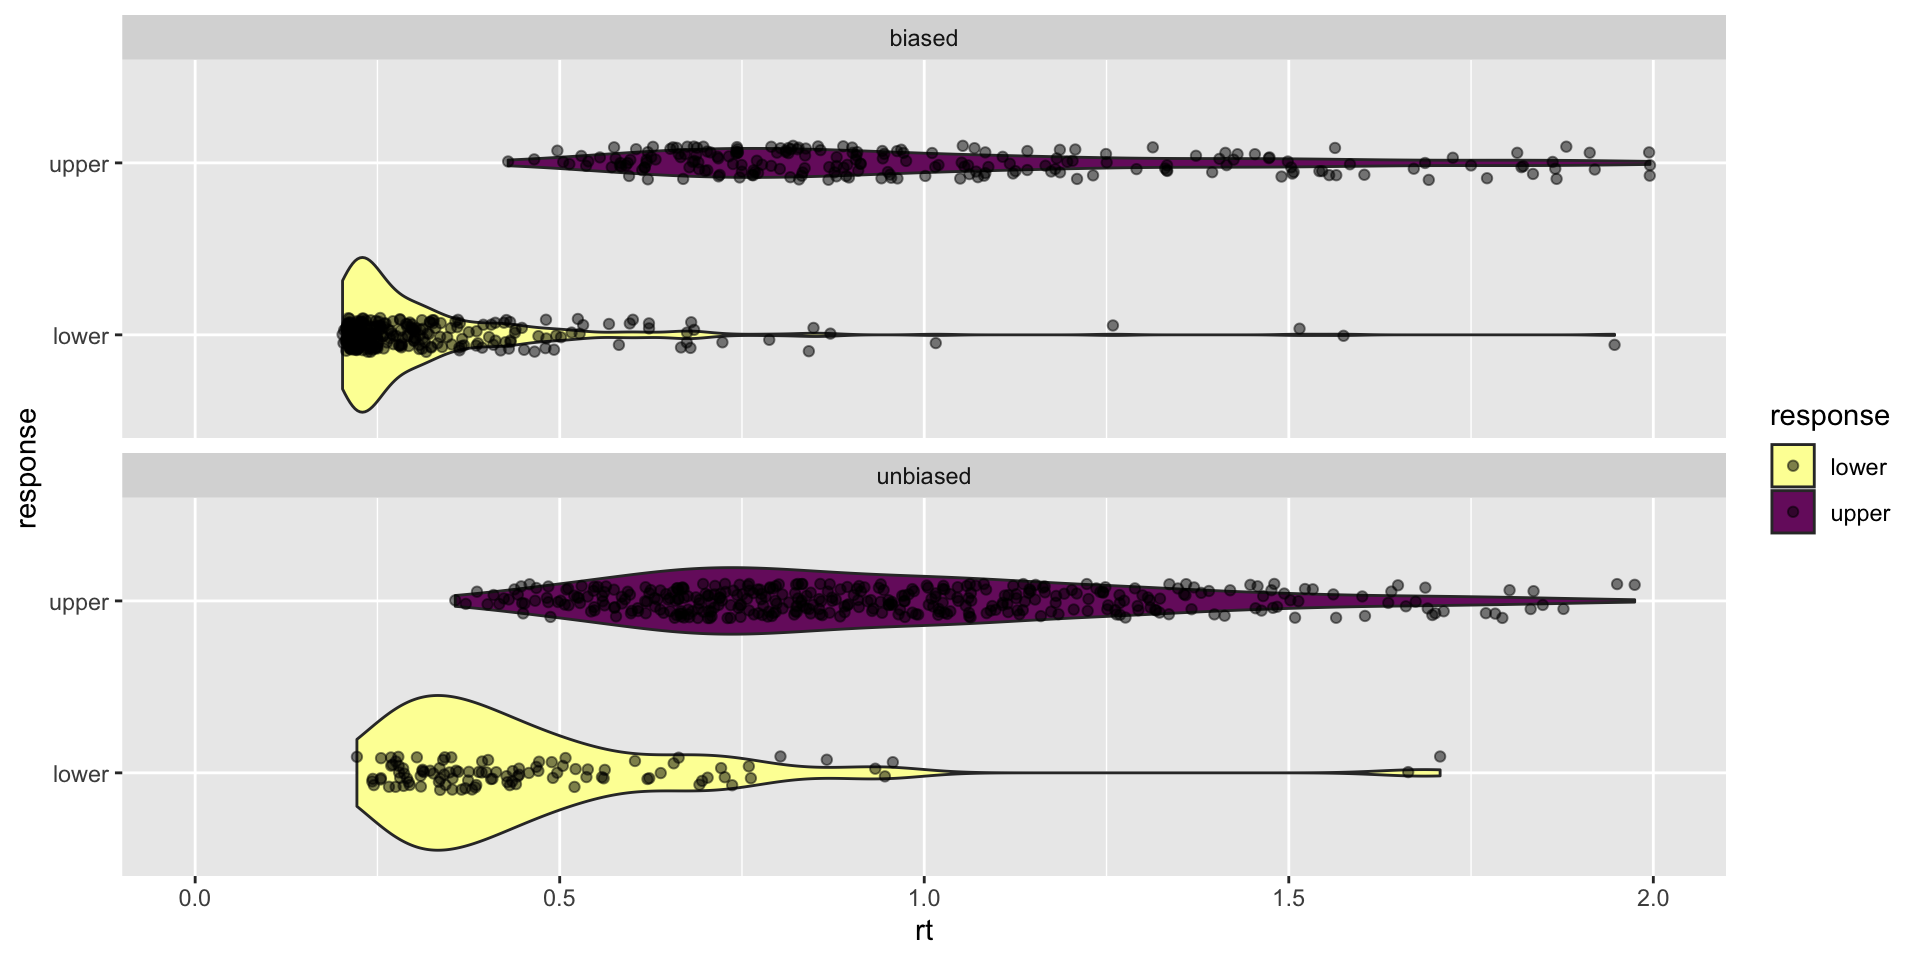 biased
upper
lower
unbiased
upper
lower
0.0 0.5 1.0 1.5 2.0
rt
response
response
lower
upper